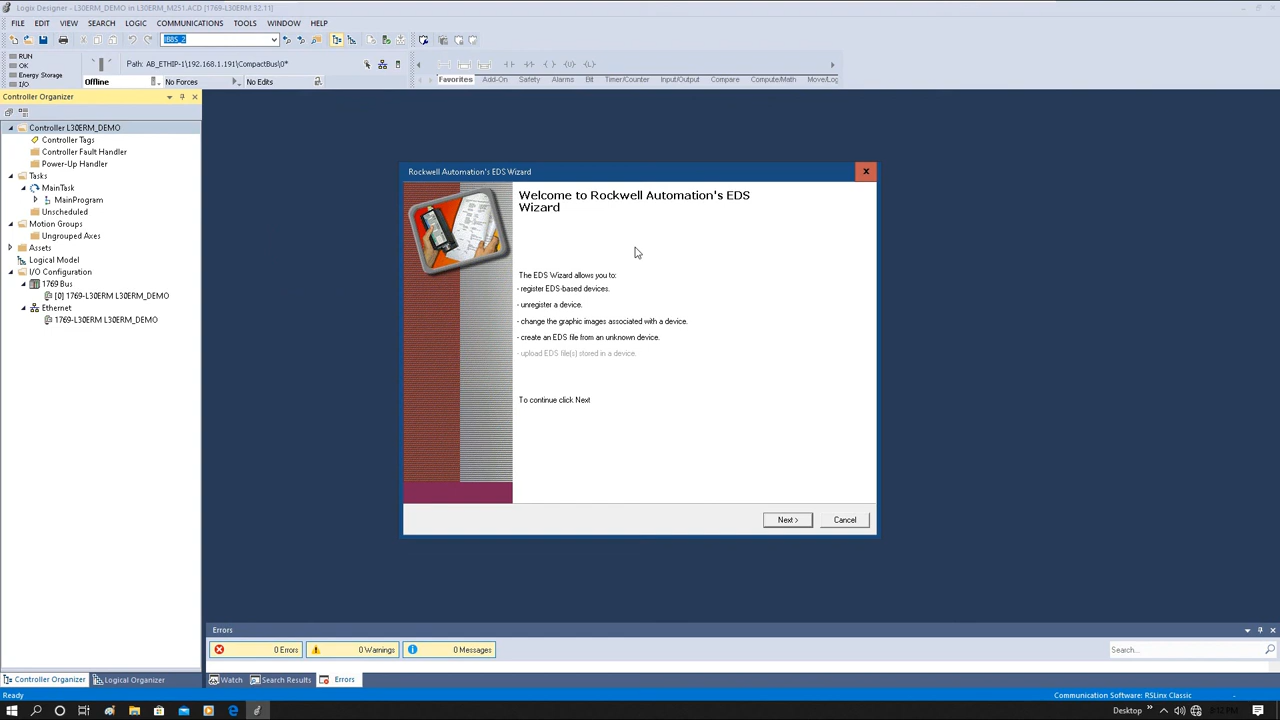 Logix Designer - L30ERM_DEMO in L30ERM_M251.ACD [1769-L30ERM 32.11]
FILE EDIT VIEW SEARCH LOGIC COMMUNICATIONS TOOLS WINDOW HELP
RUN
OK
Energy Storage
I/O
Path: AB_ETHIP-1\192.168.1.191\CompactBus\0*
Offline No Forces No Edits
Favorites Add-On Safety Alarms Bit Timer/Counter Input/Output Compare Compute/Math Move/Log
Controller Organizer
Controller L30ERM_DEMO
Controller Tags
Controller Fault Handler
Power-Up Handler
Tasks
MainTask
MainProgram
Unscheduled
Motion Groups
Ungrouped Axes
Assets
Logical Model
I/O Configuration
1769 Bus
[0] 1769-L30ERM L30ERM_DEMO
Ethernet
1769-L30ERM L30ERM_DEMO
Rockwell Automation's EDS Wizard
Welcome to Rockwell Automation's EDS
Wizard
The EDS Wizard allows you to:
- register EDS-based devices.
- unregister a device.
- change the graphic images associated with a device.
- create an EDS file from an unknown device.
- upload EDS file(s) stored in a device.
To continue click Next
Next > Cancel
Errors
0 Errors 0 Warnings 0 Messages
Search...
Controller Organizer Logical Organizer
Watch Search Results Errors
Ready
Communication Software: RSLinx Classic
Desktop